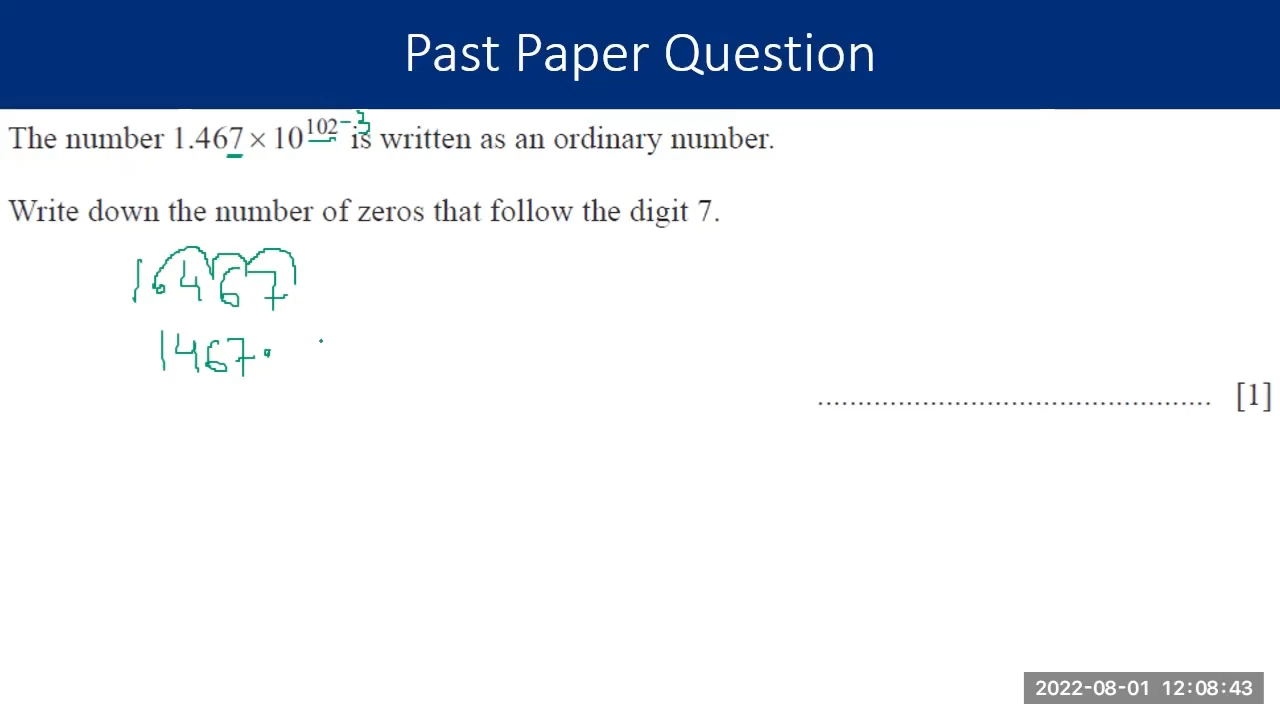 Past Paper Question
The number 1.467 × 10^102 - 3 is written as an ordinary number.
Write down the number of zeros that follow the digit 7.
1.467
1467.
.................................................. [1]
2022-08-01 12:08:43